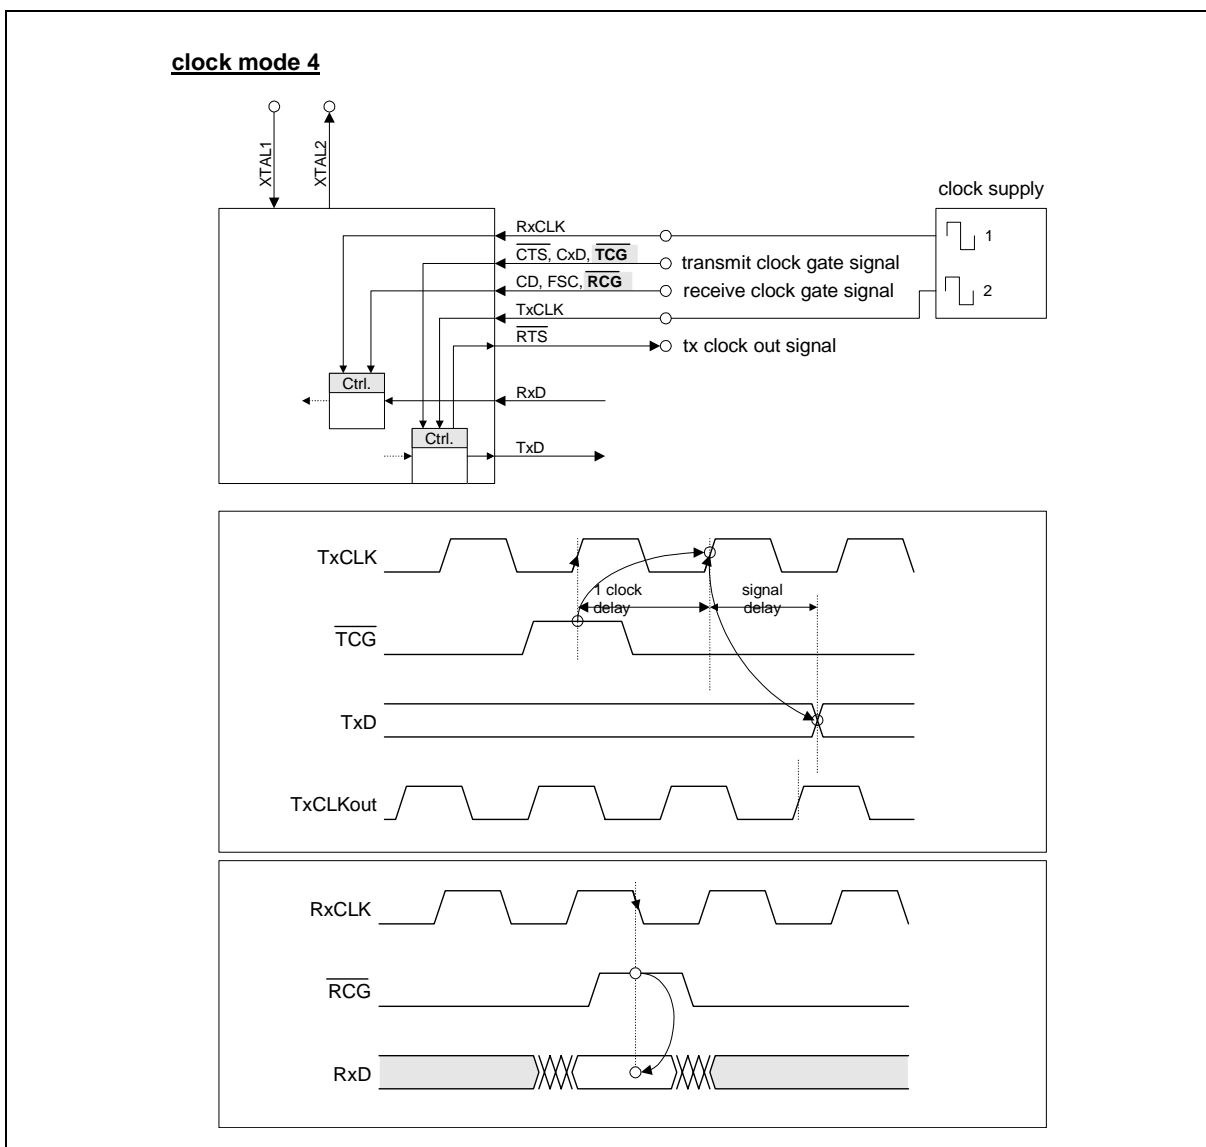 clock mode 4
XTAL1
XTAL2
clock supply
RxCLK
1
CTS, CxD, TCG
transmit clock gate signal
CD, FSC, RCG
receive clock gate signal
2
TxCLK
RTS
tx clock out signal
Ctrl.
RxD
Ctrl.
TxD
TxCLK
1 clock
delay
signal
delay
TCG
TxD
TxCLKout
RxCLK
RCG
RxD